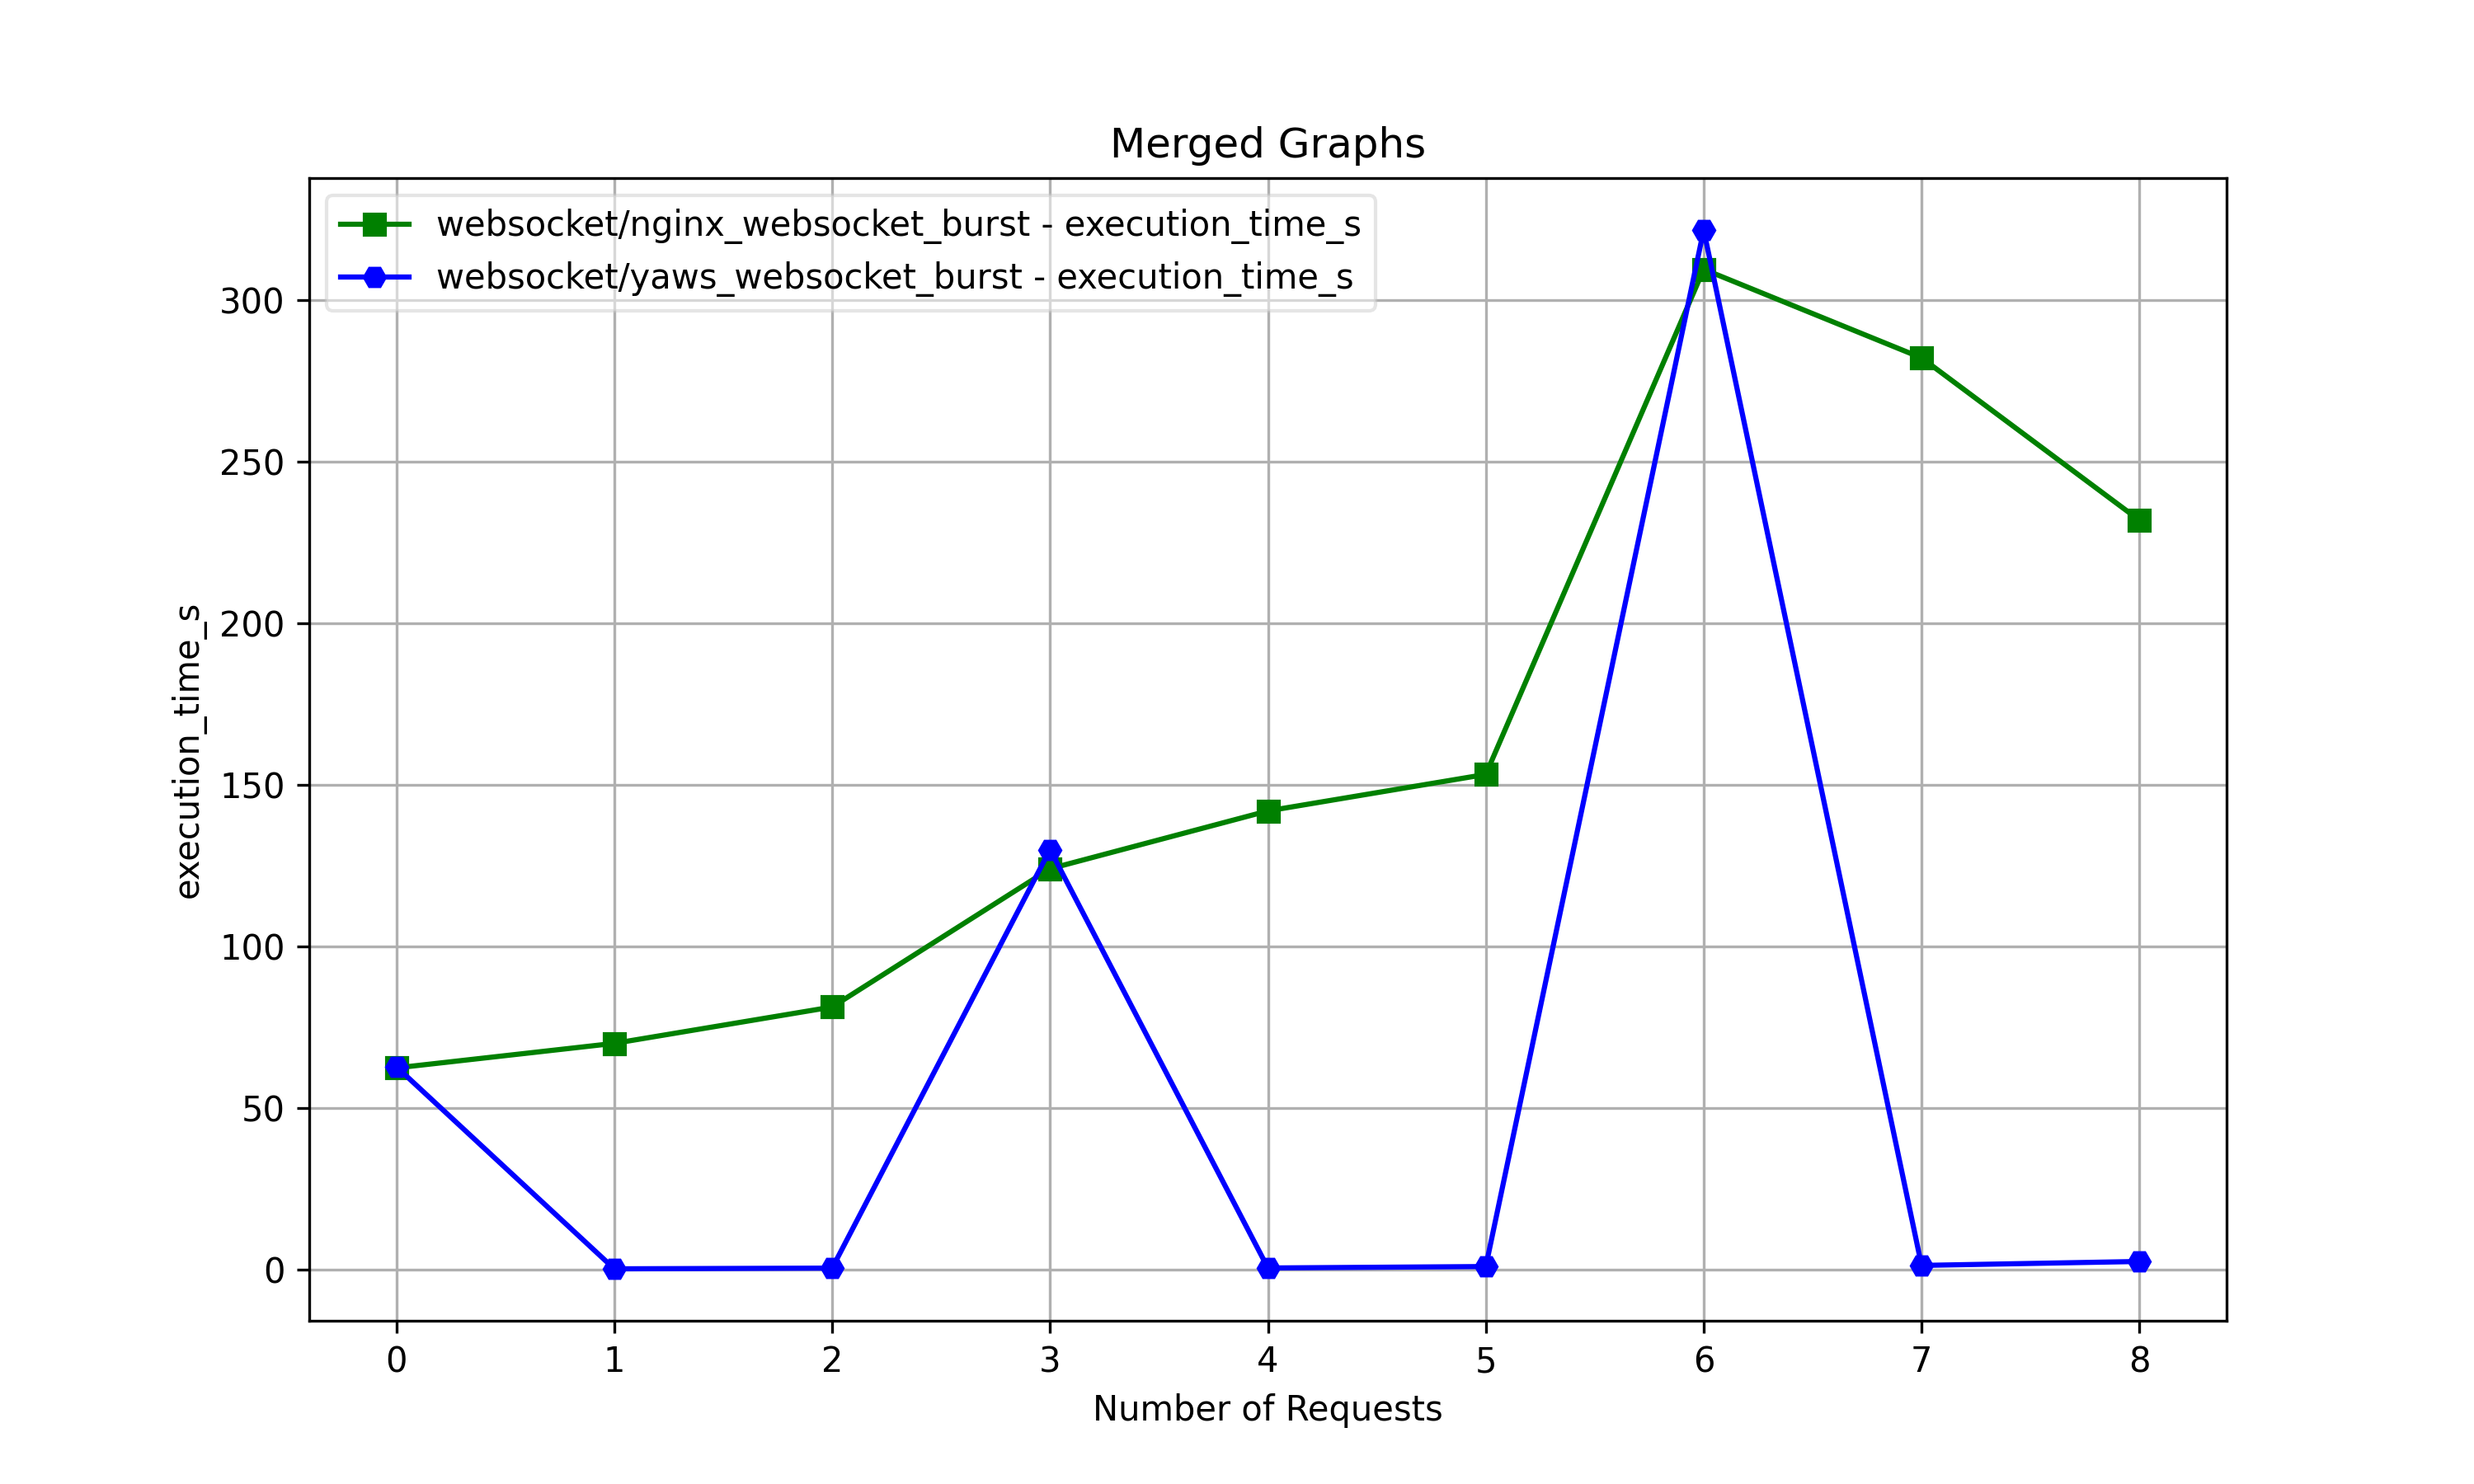 Merged Graphs
websocket/nginx_websocket_burst - execution_time_s
websocket/yaws_websocket_burst - execution_time_s
execution_time_s
300
250
200
150
100
50
0
0 1 2 3 4 5 6 7 8
Number of Requests